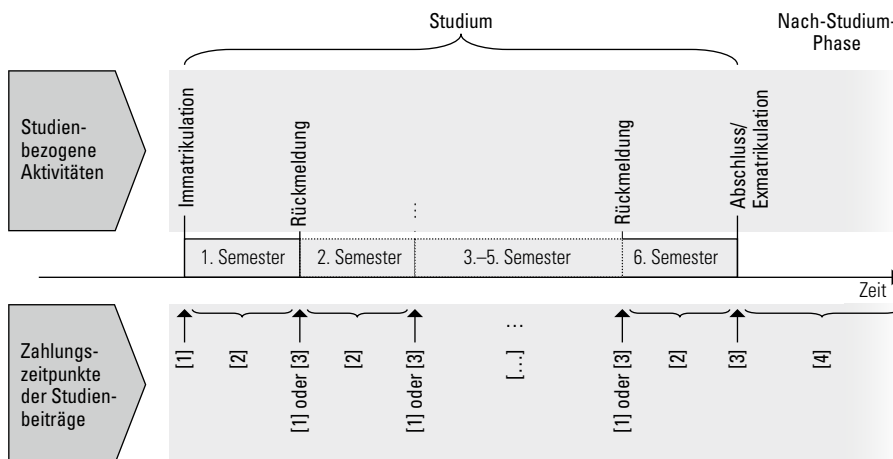 Studium
Nach-Studium-
Phase
Studien-
bezogene
Aktivitäten
Immatrikulation
Rückmeldung
⋮
Rückmeldung
Abschluss/
Exmatrikulation
1. Semester
2. Semester
3.–5. Semester
6. Semester
Zeit
Zahlungs-
zeitpunkte
der Studien-
beiträge
[1]
[2]
[1] oder [3]
[2]
[1] oder [3]
...
[...]
[1] oder [3]
[2]
[3]
[4]